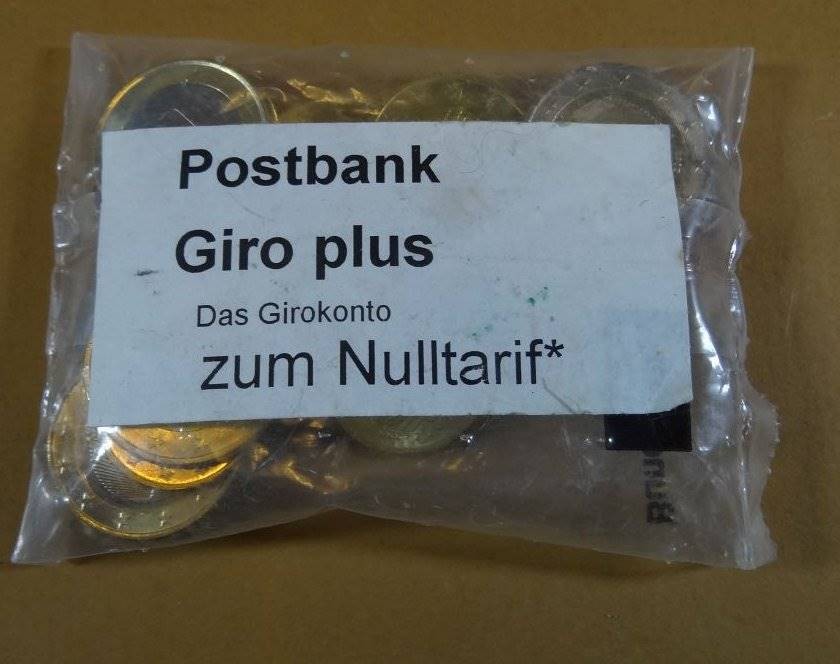 Postbank
Giro plus
Das Girokonto
zum Nulltarif*